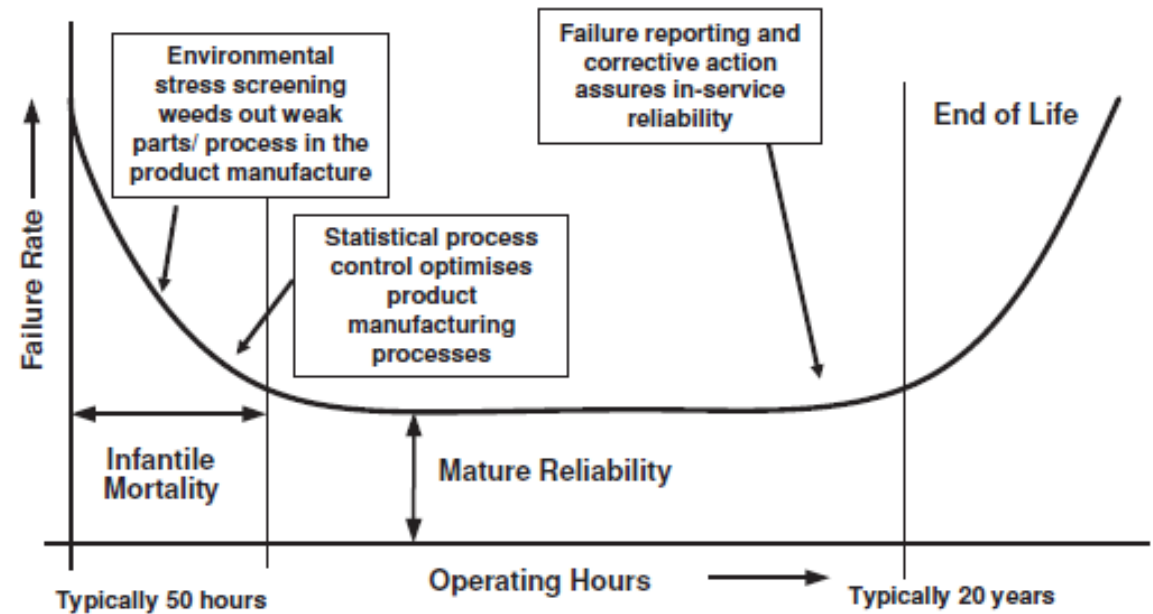 Environmental
stress screening
weeds out weak
parts/ process in the
product manufacture
Failure reporting and
corrective action
assures in-service
reliability
End of Life
Failure Rate
Statistical process
control optimises
product
manufacturing
processes
Infantile
Mortality
Mature Reliability
Operating Hours
Typically 50 hours
Typically 20 years